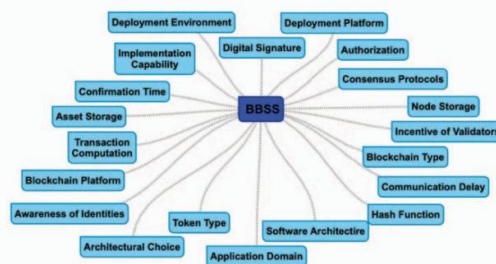 Deployment Environment
Deployment Platform
Digital Signature
Implementation
Capability
Authorization
Confirmation Time
Consensus Protocols
Asset Storage
BBSS
Node Storage
Transaction
Computation
Incentive of Validators
Blockchain Type
Blockchain Platform
Communication Delay
Awareness of Identities
Token Type
Hash Function
Architectural Choice
Software Architectire
Application Domain